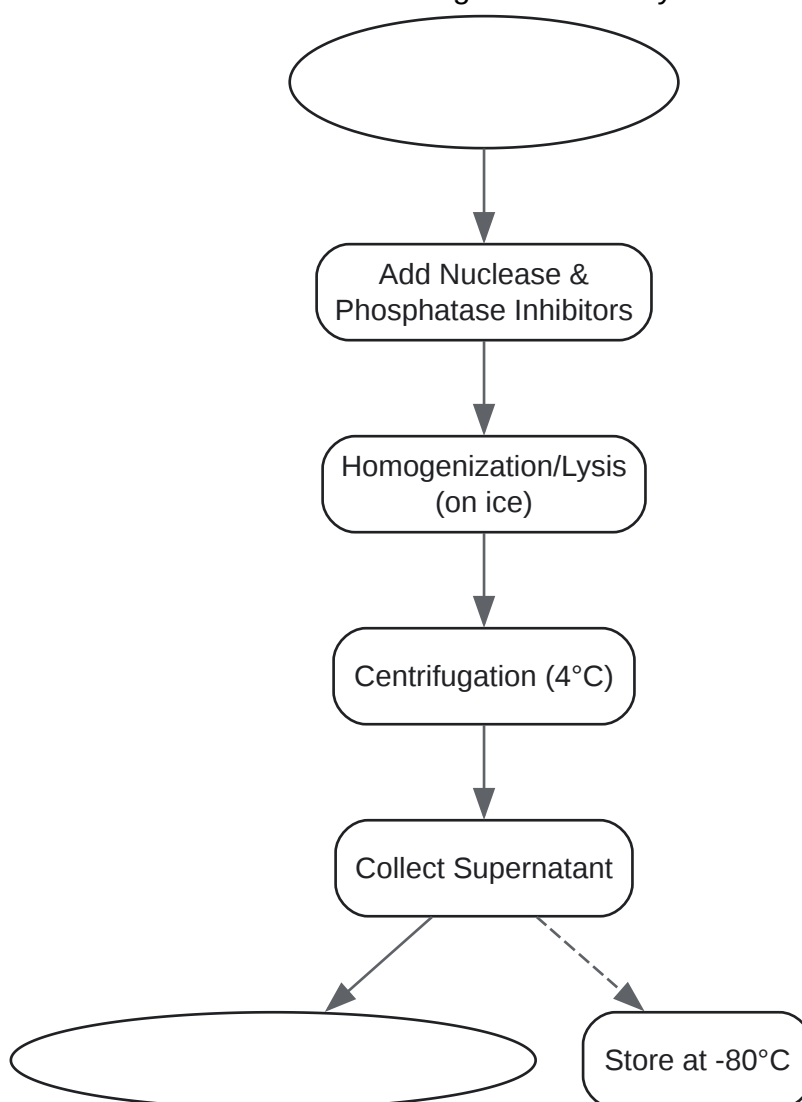 Add Nuclease &
Phosphatase Inhibitors
Homogenization/Lysis
(on ice)
Centrifugation (4°C)
Collect Supernatant
Store at -80°C